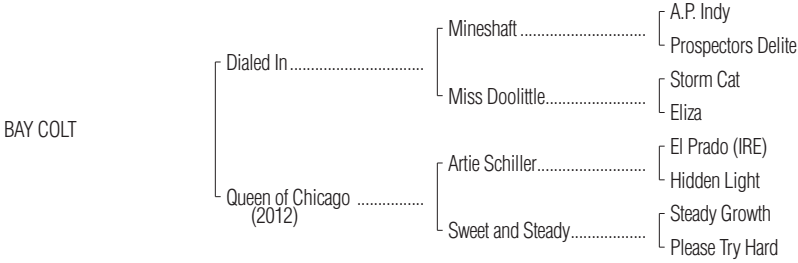 A.P. Indy
Mineshaft ..............................
Prospectors Delite
Dialed In ................................
Storm Cat
Miss Doolittle........................
Eliza
BAY COLT
El Prado (IRE)
Artie Schiller..........................
Hidden Light
Queen of Chicago ................
(2012)
Steady Growth
Sweet and Steady..................
Please Try Hard